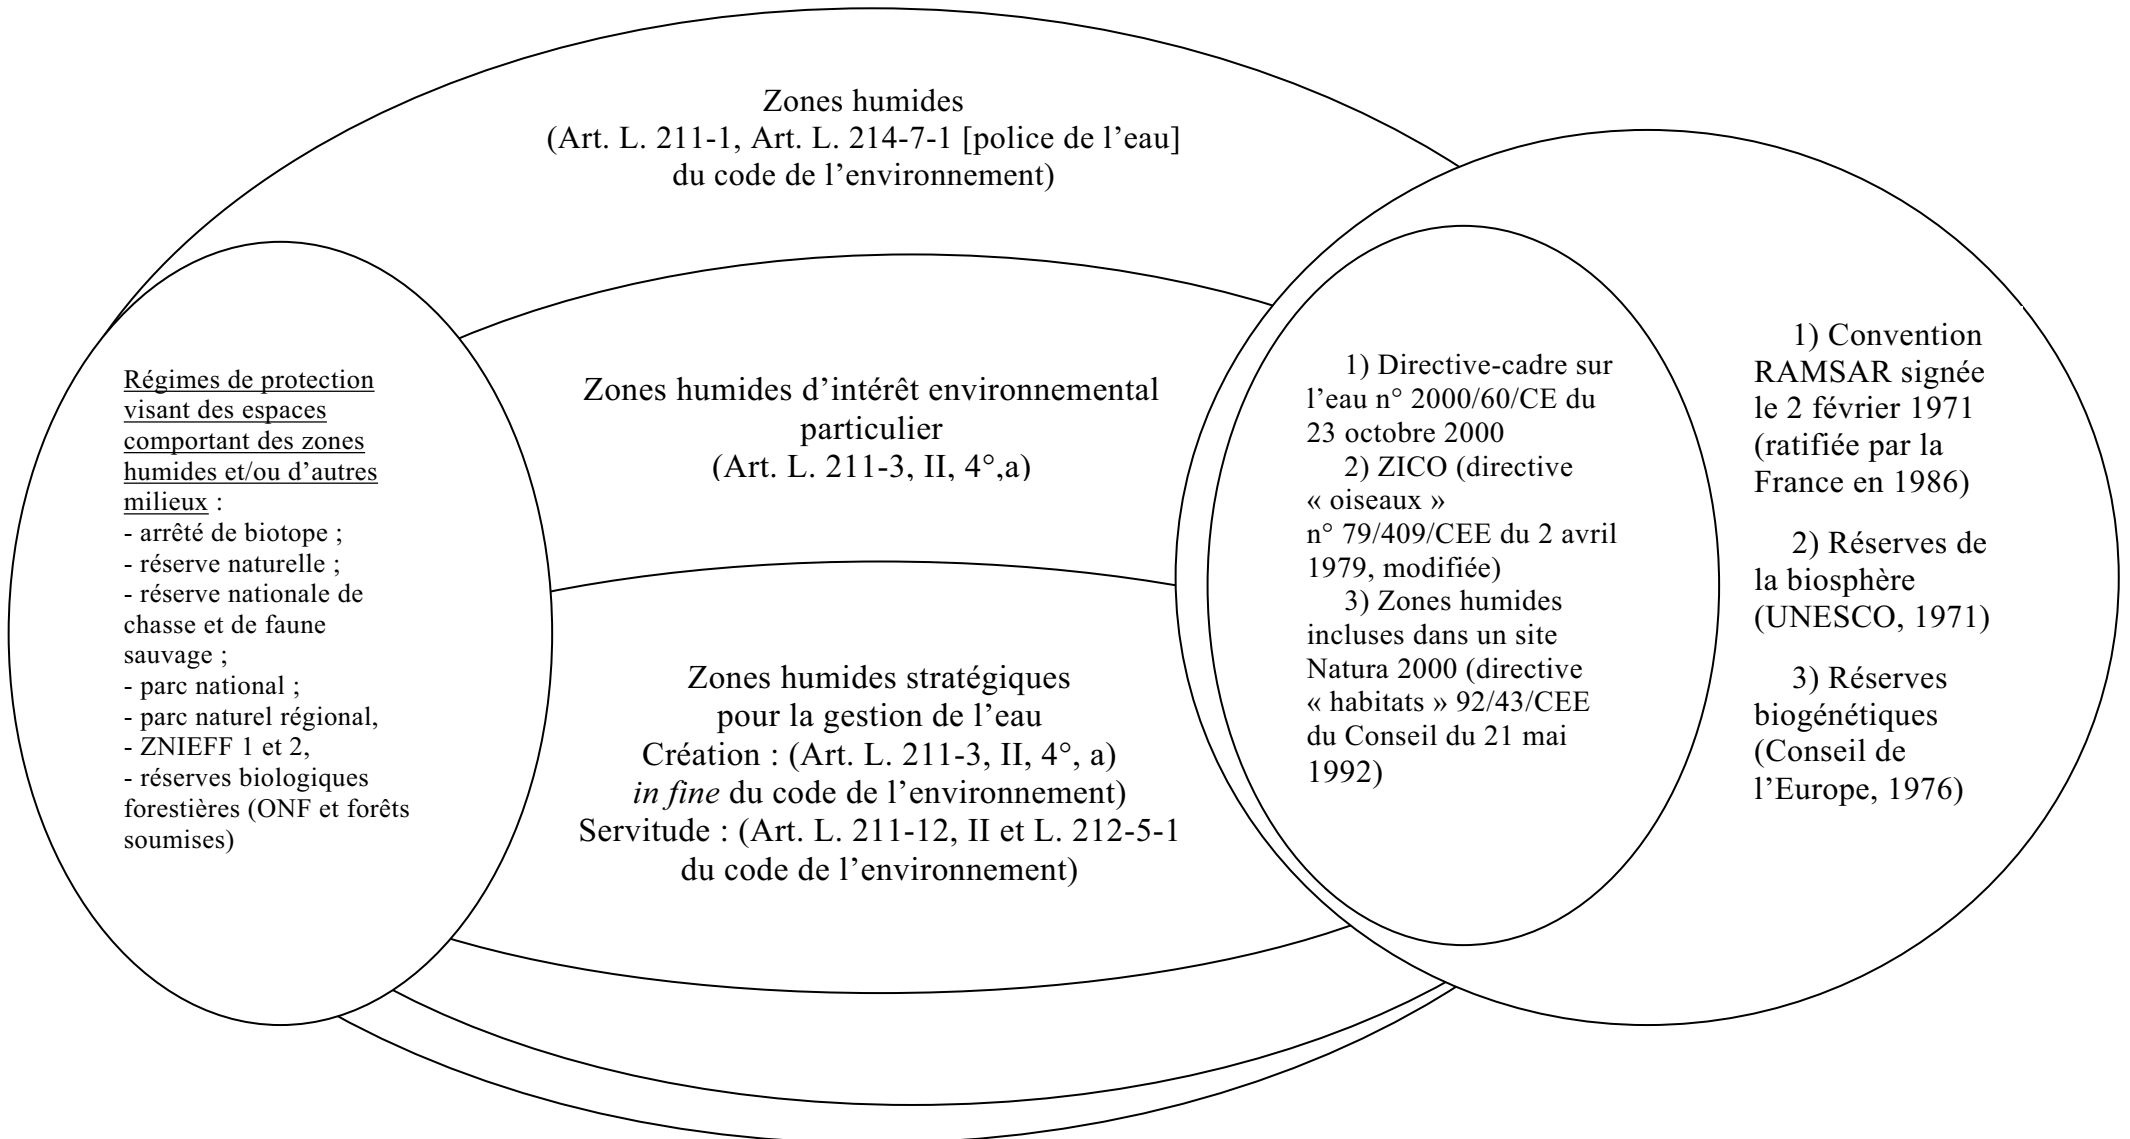 Zones humides
(Art. L. 211-1, Art. L. 214-7-1 [police de l’eau]
du code de l’environnement)
Régimes de protection
visant des espaces
comportant des zones
humides et/ou d’autres
milieux :
- arrêté de biotope ;
- réserve naturelle ;
- réserve nationale de
chasse et de faune
sauvage ;
- parc national ;
- parc naturel régional,
- ZNIEFF 1 et 2,
- réserves biologiques
forestières (ONF et forêts
soumises)
Zones humides d’intérêt environnemental
particulier
(Art. L. 211-3, II, 4°,a)
Zones humides stratégiques
pour la gestion de l’eau
Création : (Art. L. 211-3, II, 4°, a)
in fine du code de l’environnement)
Servitude : (Art. L. 211-12, II et L. 212-5-1
du code de l’environnement)
1) Directive-cadre sur
l’eau n° 2000/60/CE du
23 octobre 2000
2) ZICO (directive
« oiseaux »
n° 79/409/CEE du 2 avril
1979, modifiée)
3) Zones humides
incluses dans un site
Natura 2000 (directive
« habitats » 92/43/CEE
du Conseil du 21 mai
1992)
1) Convention
RAMSAR signée
le 2 février 1971
(ratifiée par la
France en 1986)
2) Réserves de
la biosphère
(UNESCO, 1971)
3) Réserves
biogénétiques
(Conseil de
l’Europe, 1976)